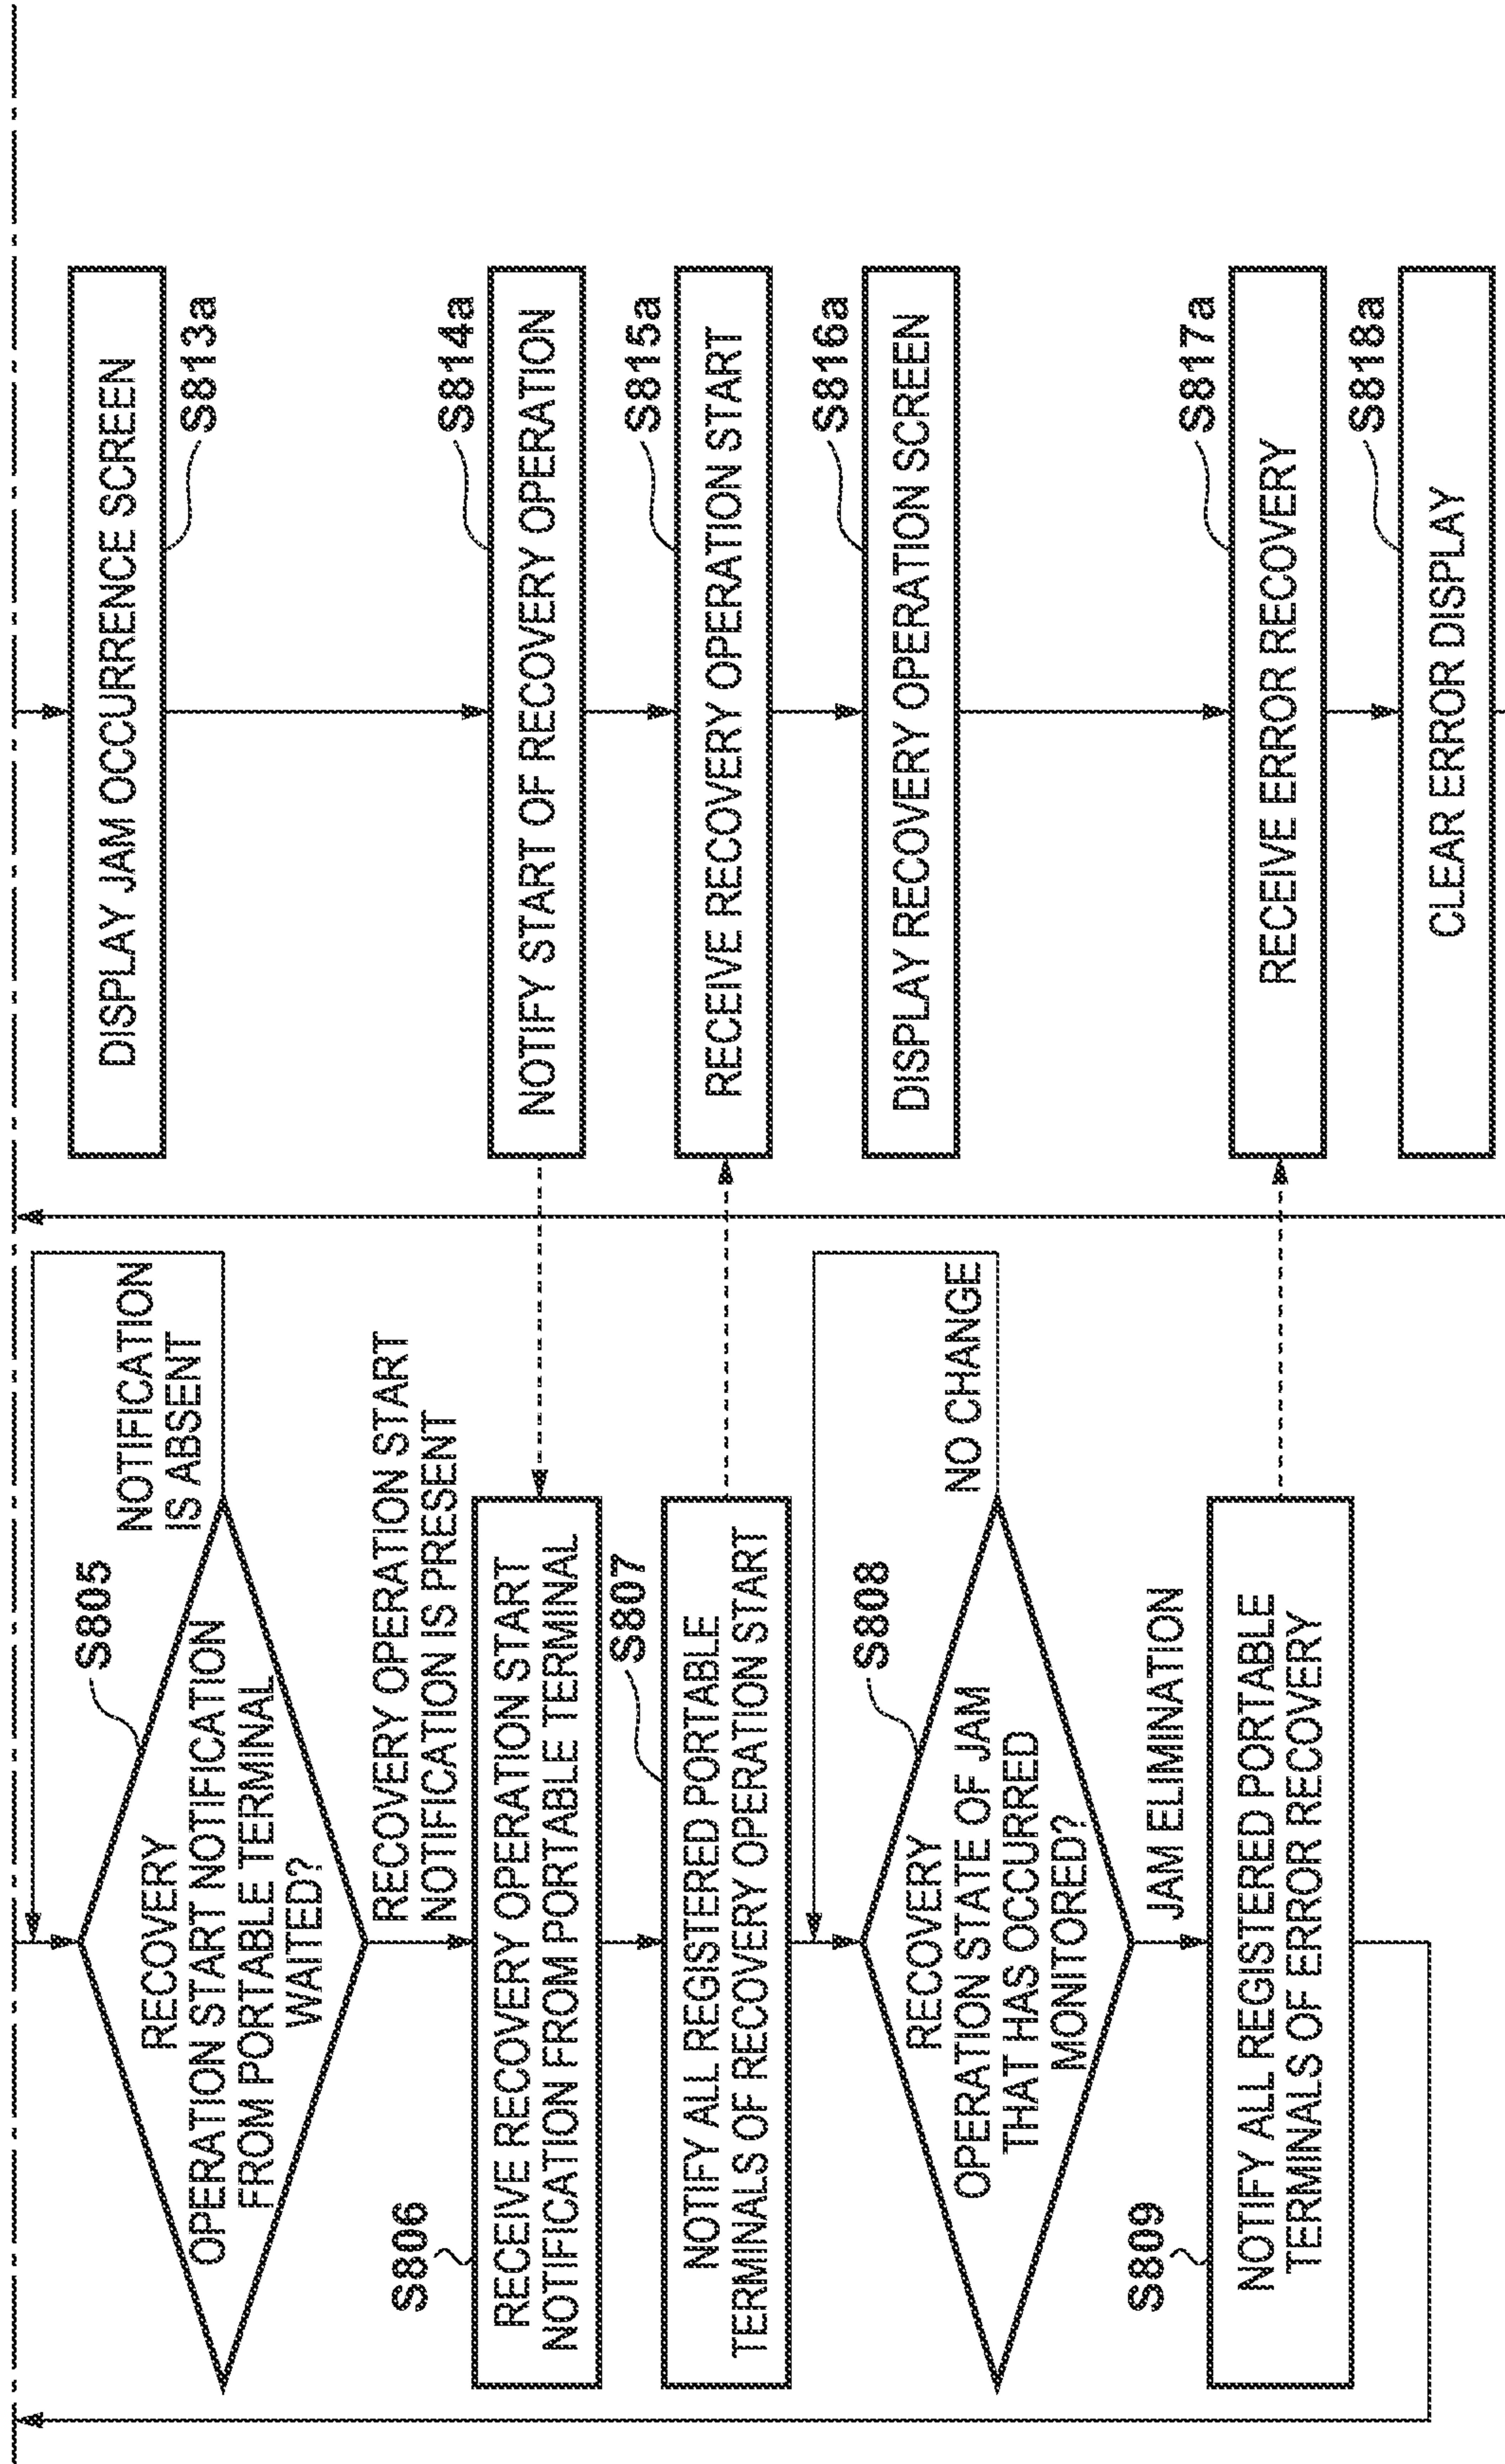 S805
RECOVERY
OPERATION START NOTIFICATION
FROM PORTABLE TERMINAL
WAITED?
NOTIFICATION
IS ABSENT
RECOVERY OPERATION START
NOTIFICATION IS PRESENT
S806
RECEIVE RECOVERY OPERATION START
NOTIFICATION FROM PORTABLE TERMINAL
S807
NOTIFY ALL REGISTERED PORTABLE
TERMINALS OF RECOVERY OPERATION START
S808
RECOVERY
OPERATION STATE OF JAM
THAT HAS OCCURRED
MONITORED?
NO CHANGE
JAM ELIMINATION
S809
NOTIFY ALL REGISTERED PORTABLE
TERMINALS OF ERROR RECOVERY
DISPLAY JAM OCCURRENCE SCREEN
S813a
S814a
NOTIFY START OF RECOVERY OPERATION
S815a
RECEIVE RECOVERY OPERATION START
S816a
DISPLAY RECOVERY OPERATION SCREEN
S817a
RECEIVE ERROR RECOVERY
S818a
CLEAR ERROR DISPLAY